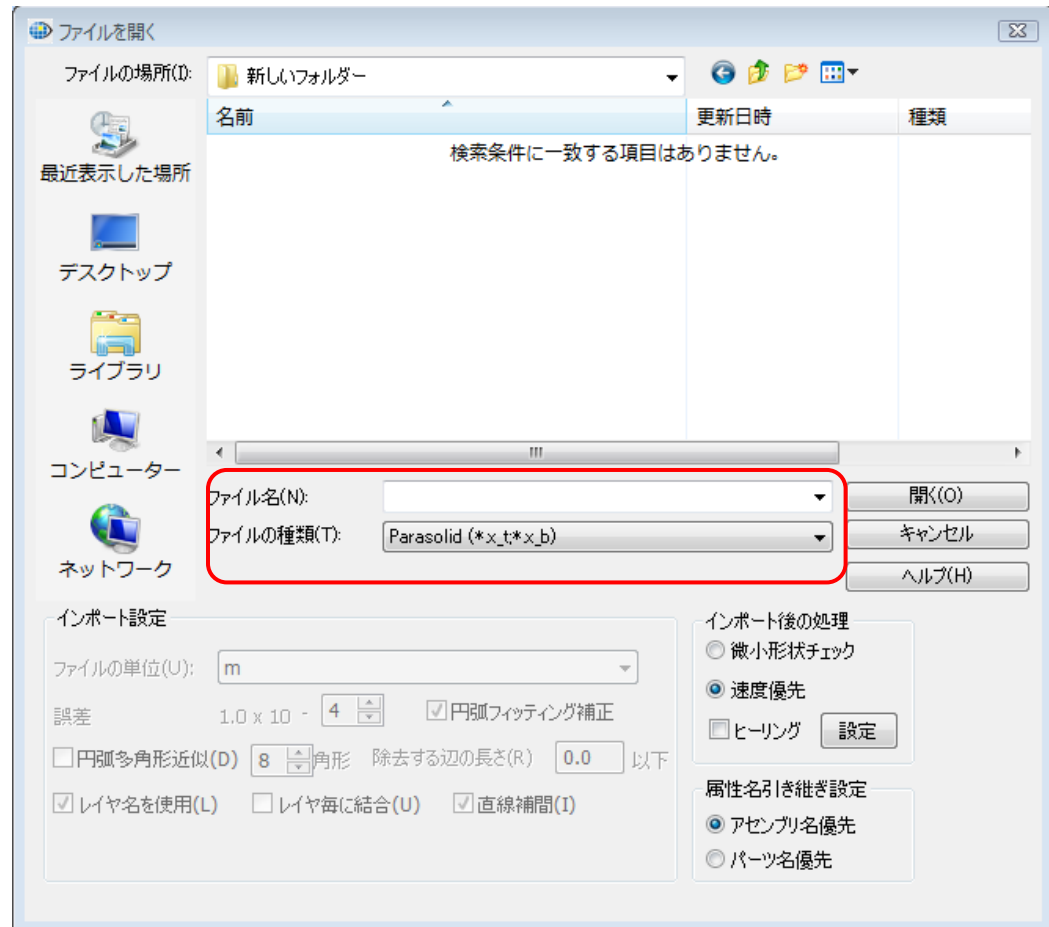 ファイルを開く
ファイルの場所(I):
新しいフォルダー
名前
更新日時
種類
検索条件に一致する項目はありません。
最近表示した場所
デスクトップ
ライブラリ
コンピューター
ネットワーク
ファイル名(N):
開く(O)
ファイルの種類(T):
Parasolid (*x_t;*x_b)
キャンセル
ヘルプ(H)
インポート設定
ファイルの単位(U):
m
誤差
1.0 x 10 - 4
円弧フィッティング補正
円弧多角形近似(D)
8 角形
除去する辺の長さ(R)
0.0 以下
レイヤ名を使用(L)
レイヤ毎に結合(U)
直線補間(I)
インポート後の処理
微小形状チェック
速度優先
ヒーリング
設定
属性名引き継ぎ設定
アセンブリ名優先
パーツ名優先